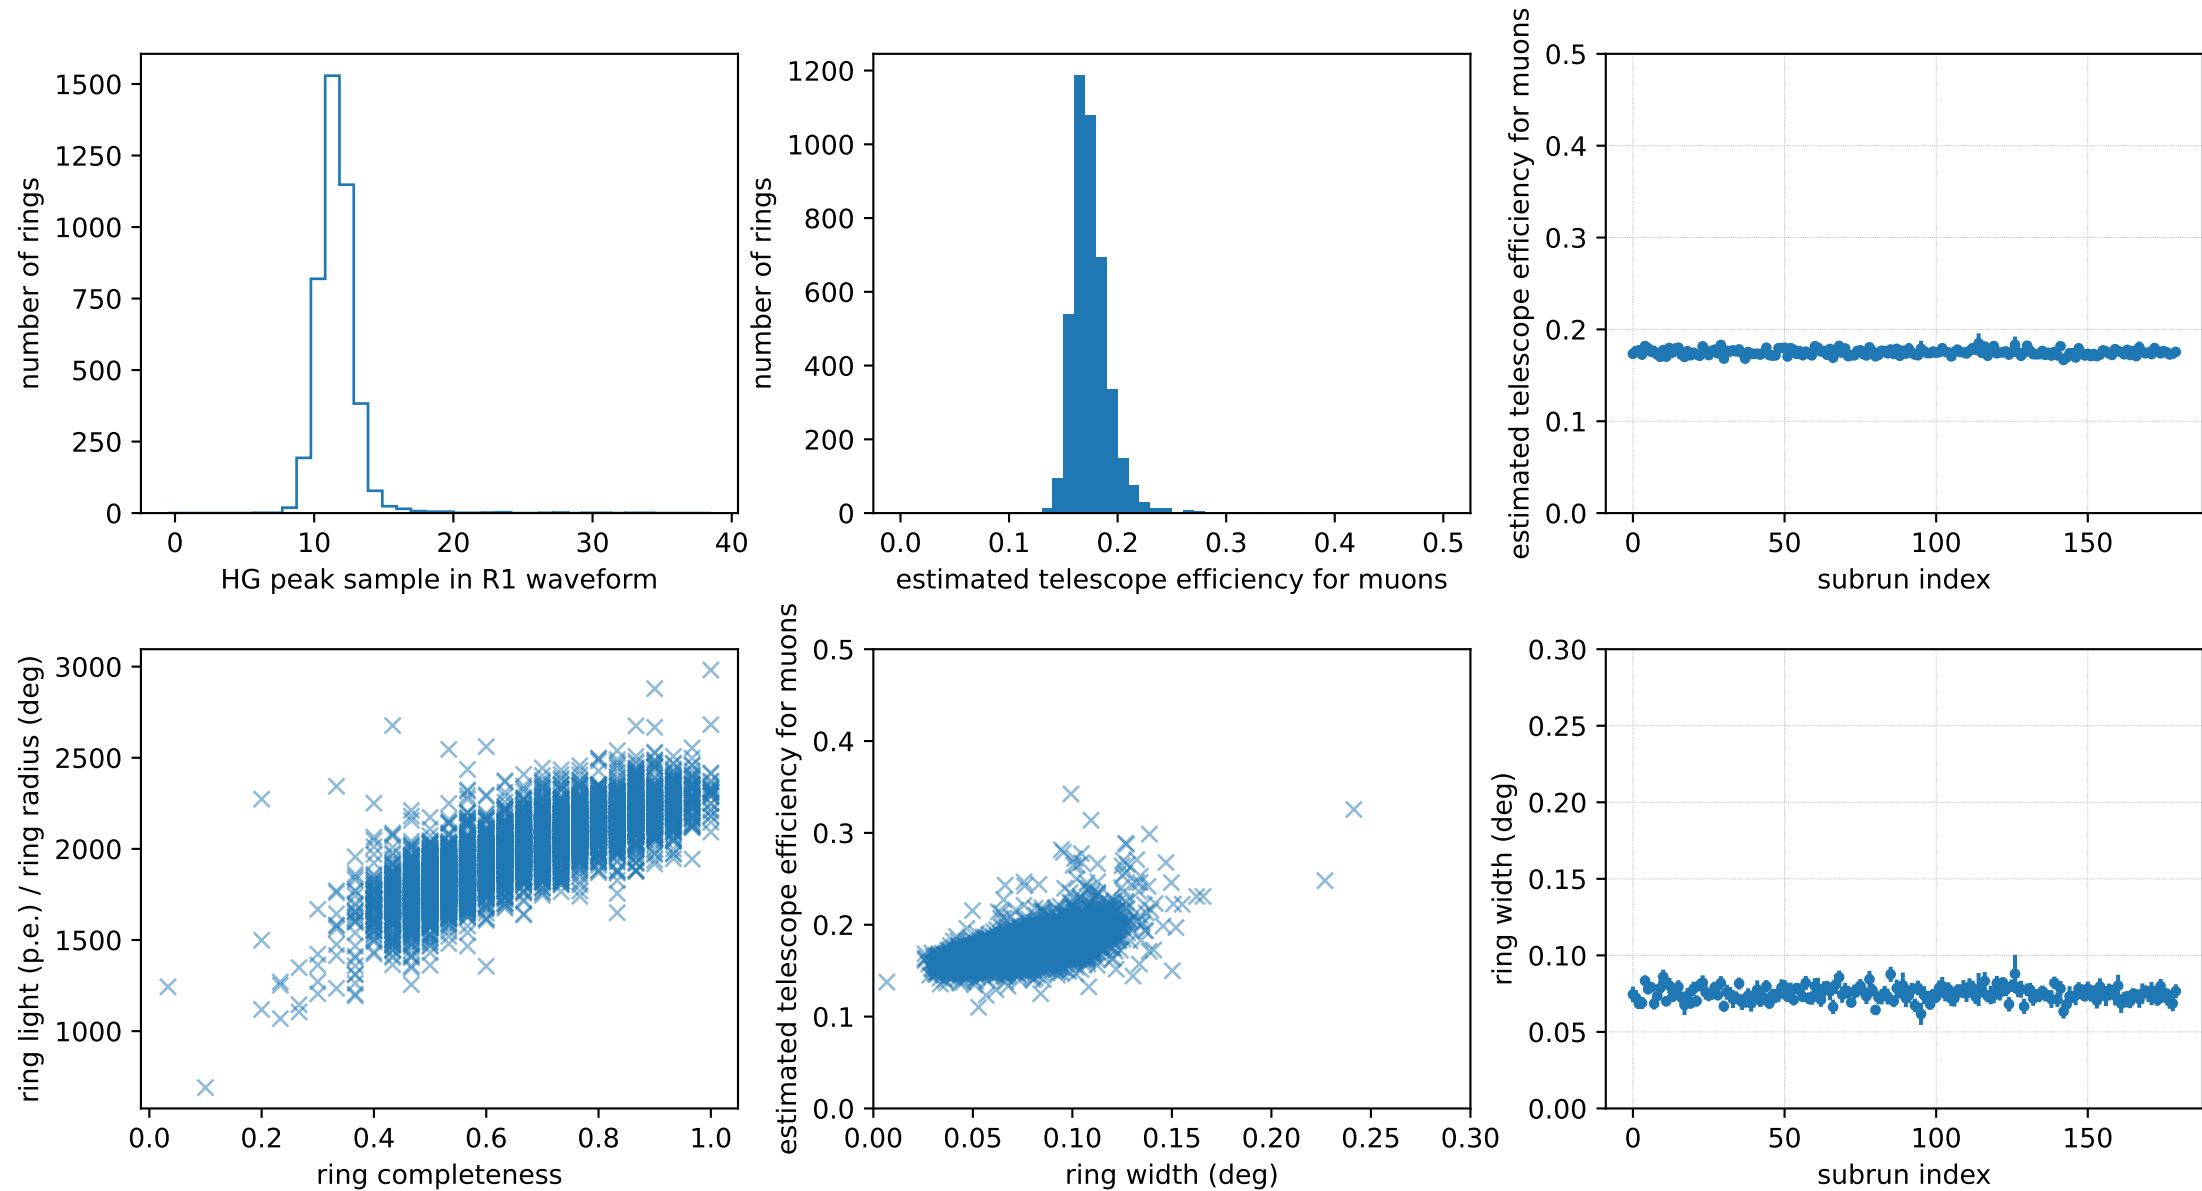 number of rings
1500
1250
1000
750
500
250
0
0 10 20 30 40
HG peak sample in R1 waveform
number of rings
1200
1000
800
600
400
200
0
0.0 0.1 0.2 0.3 0.4 0.5
estimated telescope efficiency for muons
estimated telescope efficiency for muons
0.5
0.4
0.3
0.2
0.1
0.0
0 50 100 150
subrun index
ring light (p.e.) / ring radius (deg)
3000
2500
2000
1500
1000
0.0 0.2 0.4 0.6 0.8 1.0
ring completeness
estimated telescope efficiency for muons
0.5
0.4
0.3
0.2
0.1
0.0
0.00 0.05 0.10 0.15 0.20 0.25 0.30
ring width (deg)
ring width (deg)
0.30
0.25
0.20
0.15
0.10
0.05
0.00
0 50 100 150
subrun index